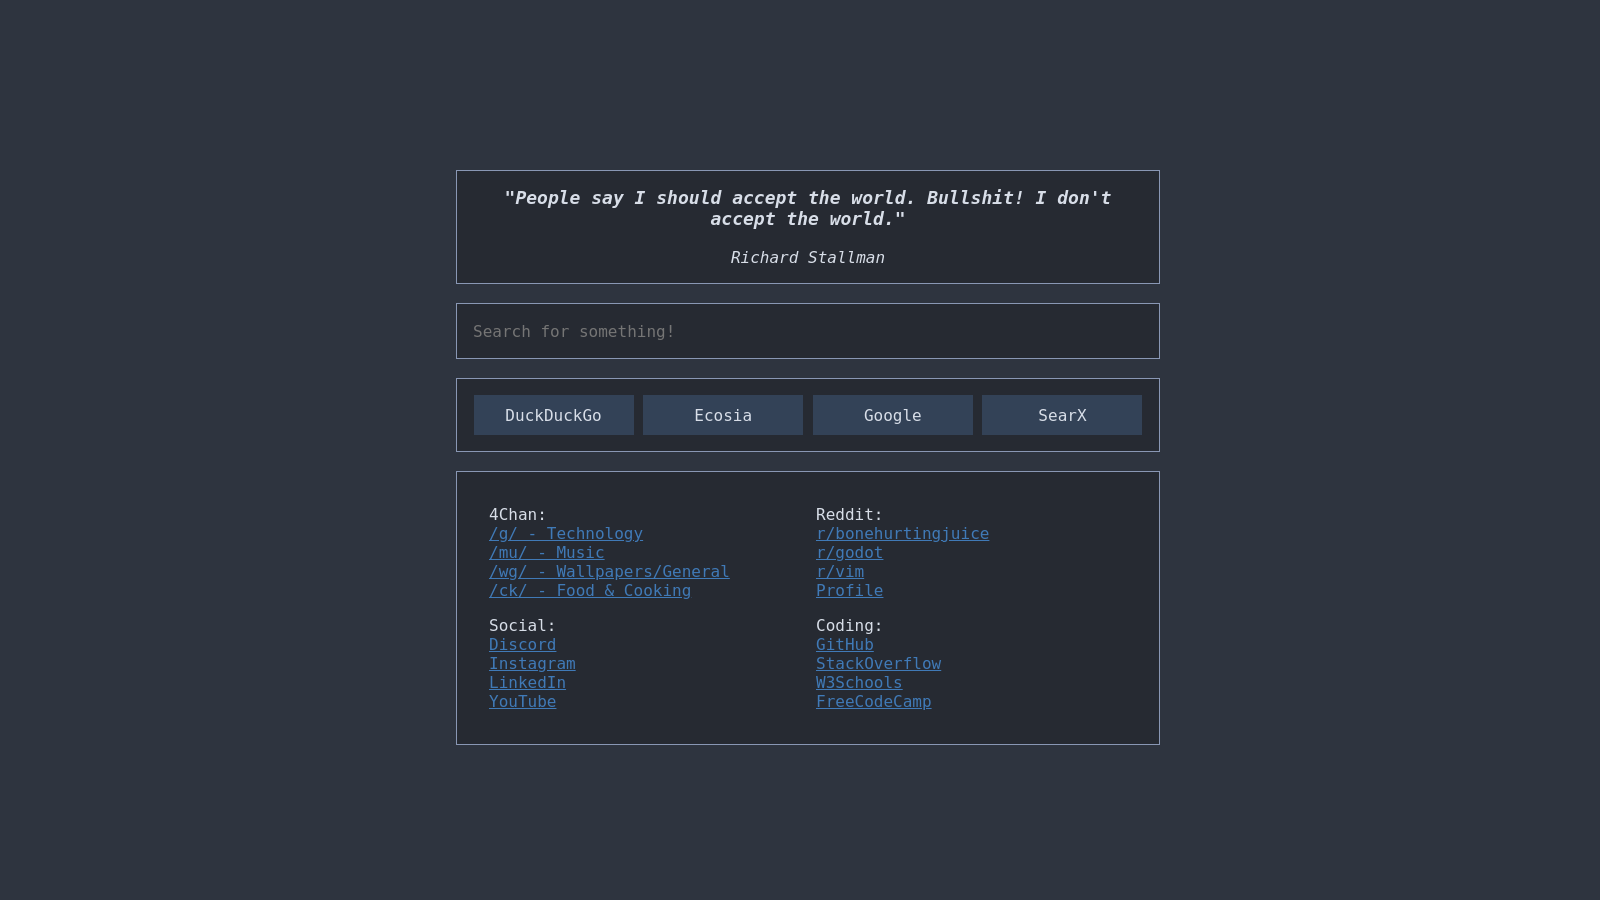 "People say I should accept the world. Bullshit! I don't
accept the world."
Richard Stallman
Search for something!
DuckDuckGo
Ecosia
Google
SearX
4Chan:
/g/ - Technology
/mu/ - Music
/wg/ - Wallpapers/General
/ck/ - Food & Cooking
Reddit:
r/bonehurtingjuice
r/godot
r/vim
Profile
Social:
Discord
Instagram
LinkedIn
YouTube
Coding:
GitHub
StackOverflow
W3Schools
FreeCodeCamp